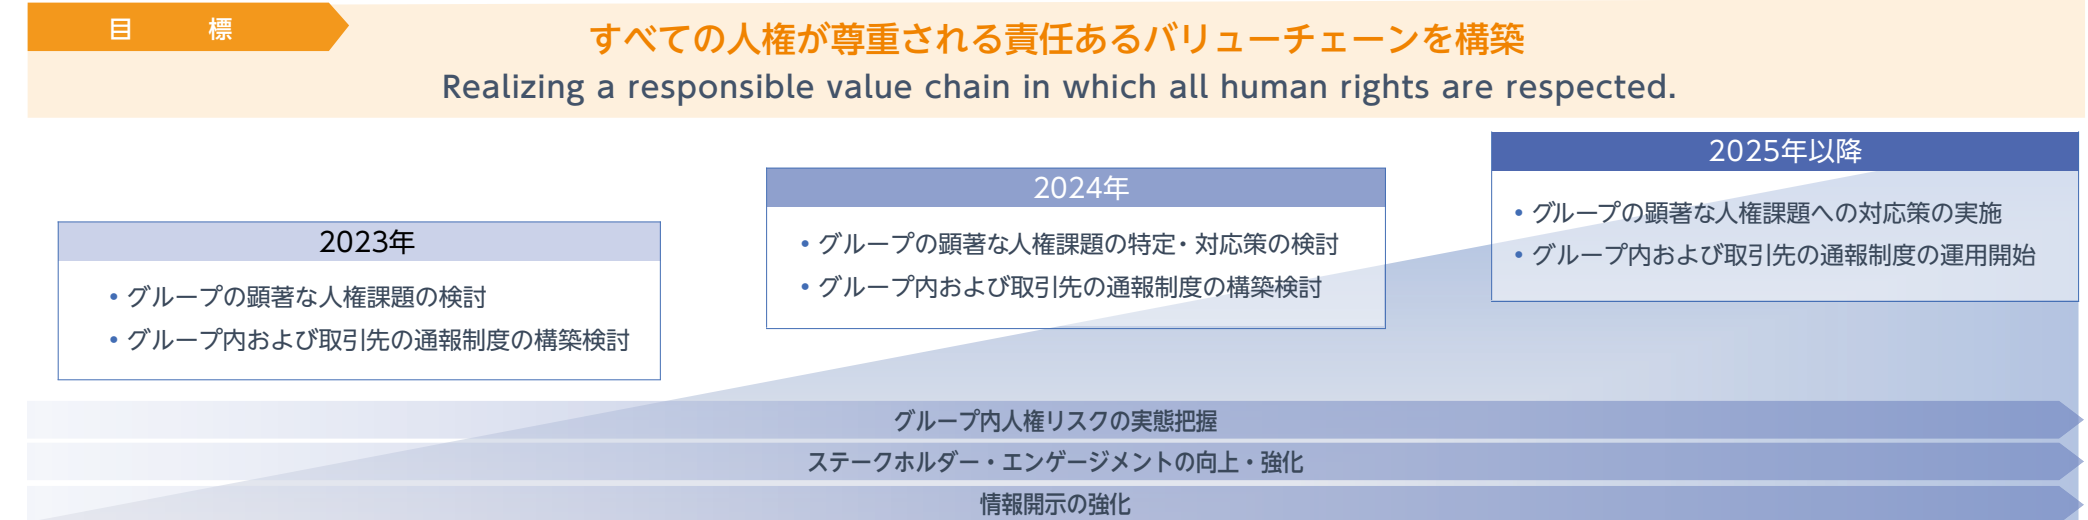 目 標
すべての人権が尊重される責任あるバリューチェーンを構築
Realizing a responsible value chain in which all human rights are respected.
2023年
• グループの顕著な人権課題の検討
• グループ内および取引先の通報制度の構築検討
2024年
• グループの顕著な人権課題の特定・対応策の検討
• グループ内および取引先の通報制度の構築検討
2025年以降
• グループの顕著な人権課題への対応策の実施
• グループ内および取引先の通報制度の運用開始
グループ内人権リスクの実態把握
ステークホルダー・エンゲージメントの向上・強化
情報開示の強化